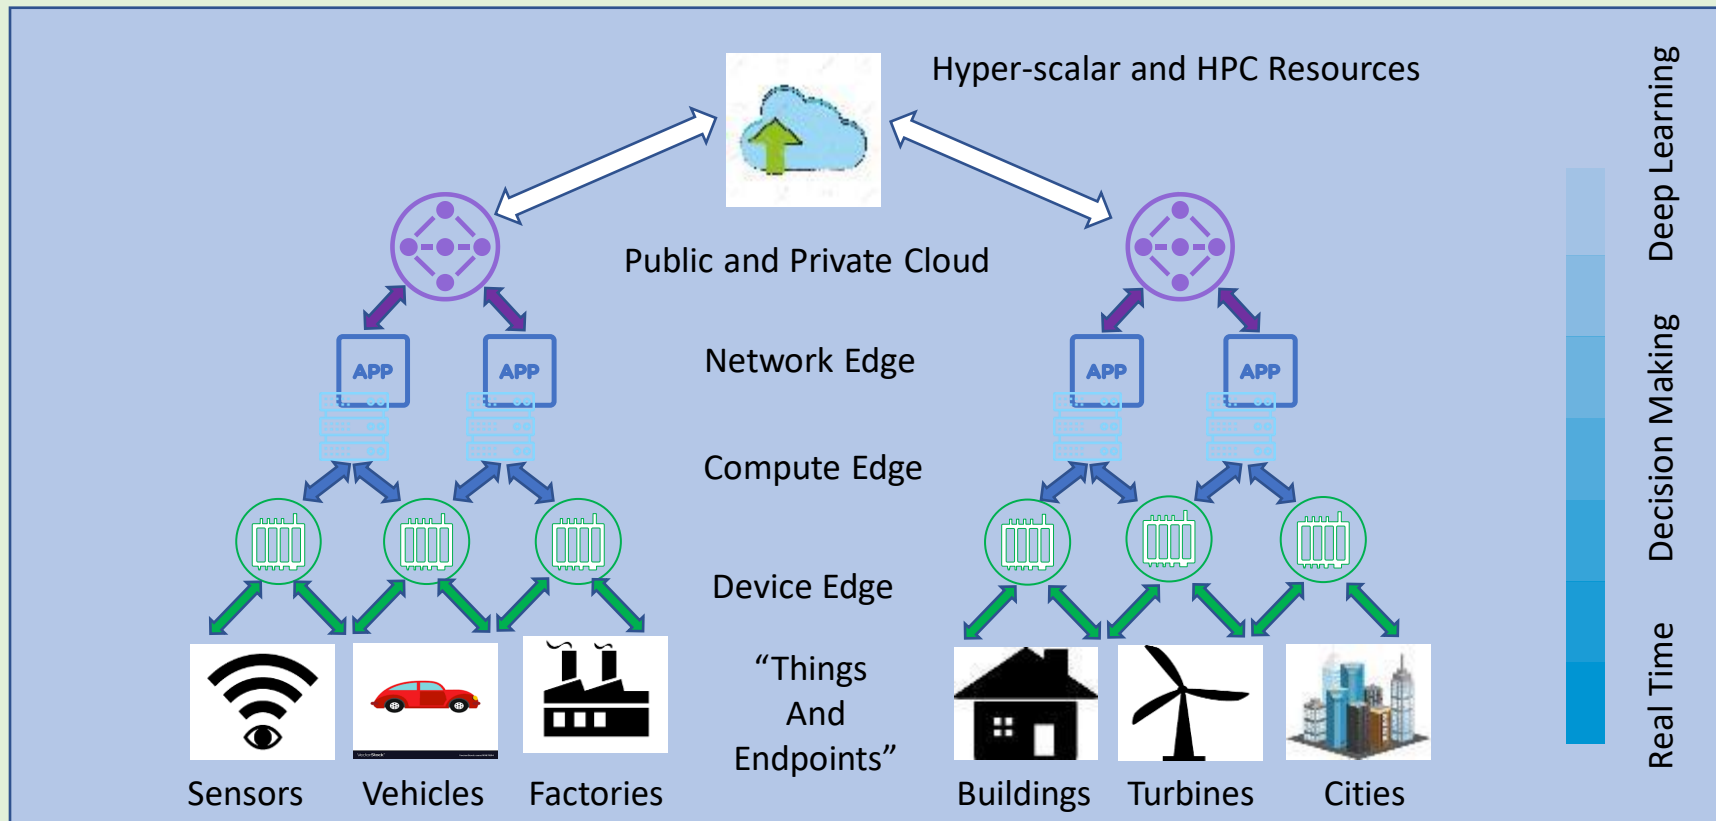 Hyper-scalar and HPC Resources
Public and Private Cloud
APP
APP
Network Edge
APP
APP
Compute Edge
Device Edge
“Things
And
Endpoints”
Sensors
Vehicles
Factories
Buildings
Turbines
Cities
Deep Learning
Decision Making
Real Time